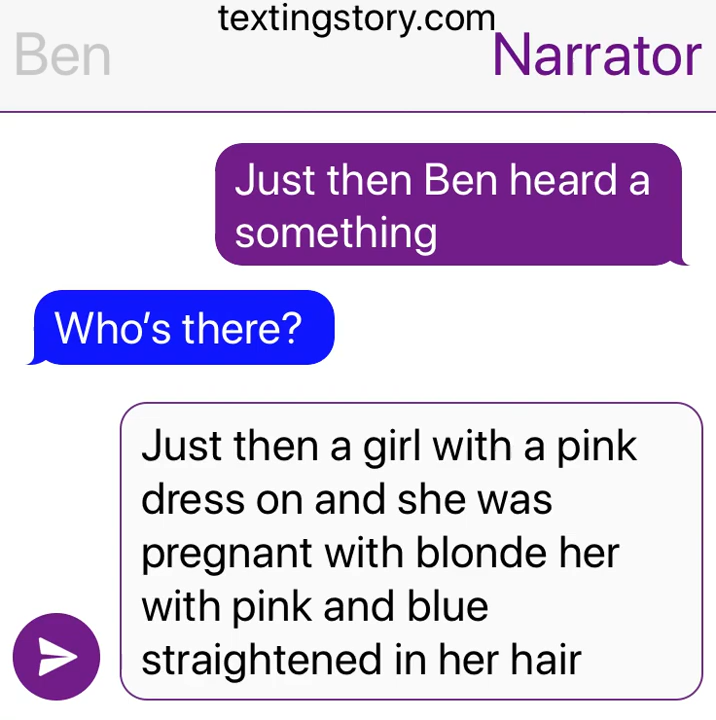 textingstory.com
Ben Narrator
Just then Ben heard a
something
Who's there?
Just then a girl with a pink
dress on and she was
pregnant with blonde her
with pink and blue
straightened in her hair